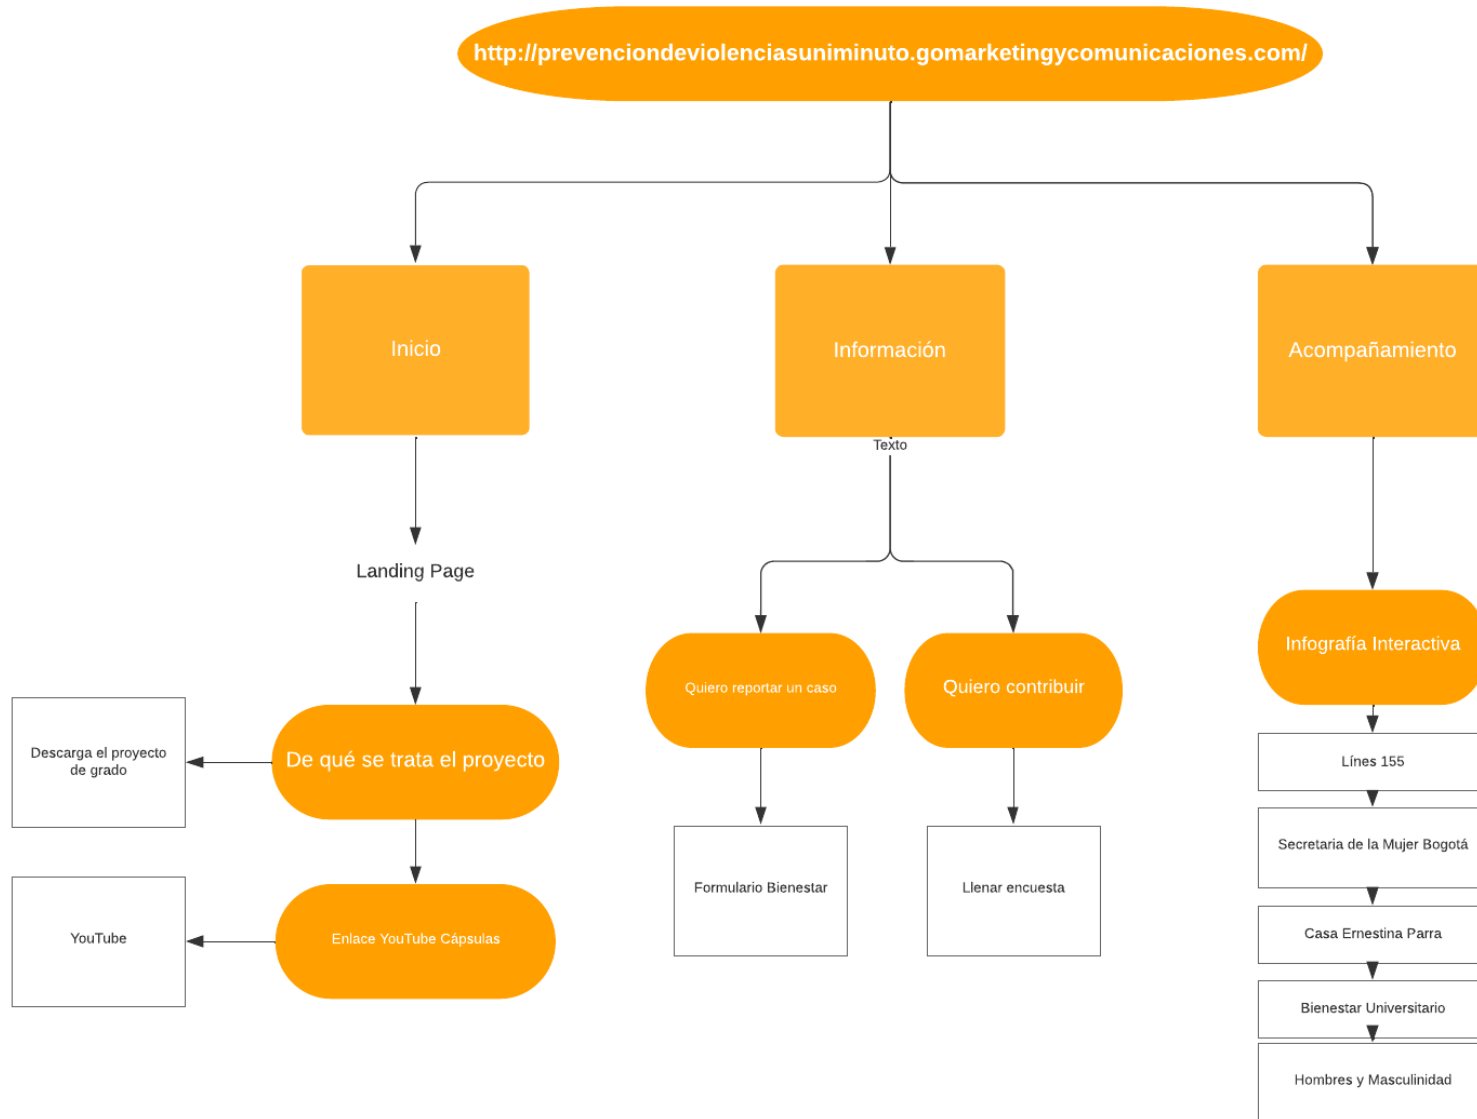 http://prevenciondeviolenciasuniminuto.gomarketingycomunicaciones.com/
Inicio
Información
Acompañamiento
Texto
Landing Page
Infografía Interactiva
Quiero reportar un caso
Quiero contribuir
De qué se trata el proyecto
Descarga el proyecto
de grado
Línes 155
Secretaria de la Mujer Bogotá
Formulario Bienestar
Llenar encuesta
Casa Ernestina Parra
YouTube
Enlace YouTube Cápsulas
Bienestar Universitario
Hombres y Masculinidad